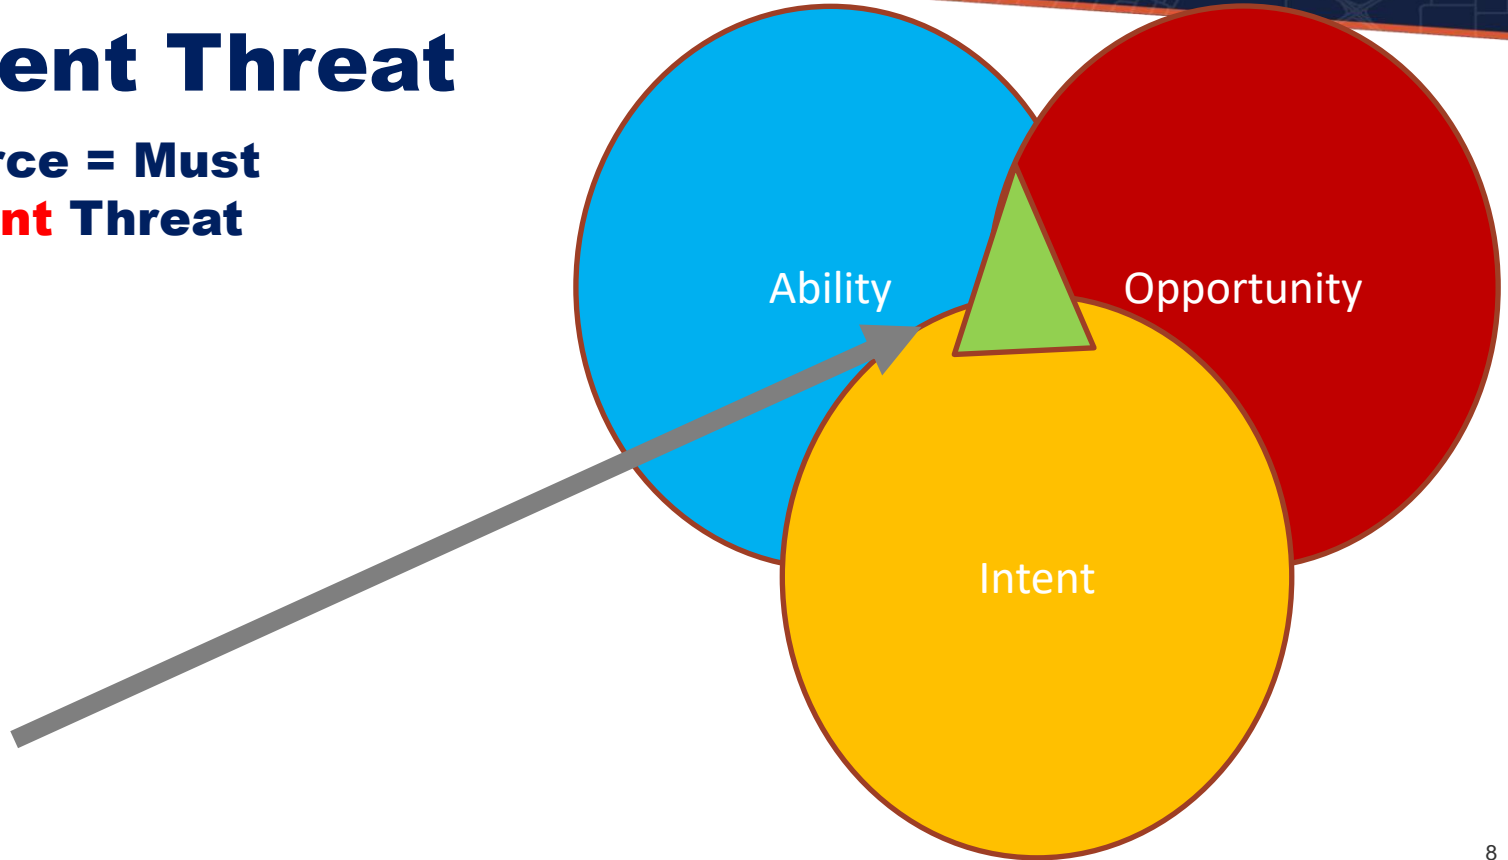 ent Threat
rce = Must
nt Threat
Ability
Opportunity
Intent
8